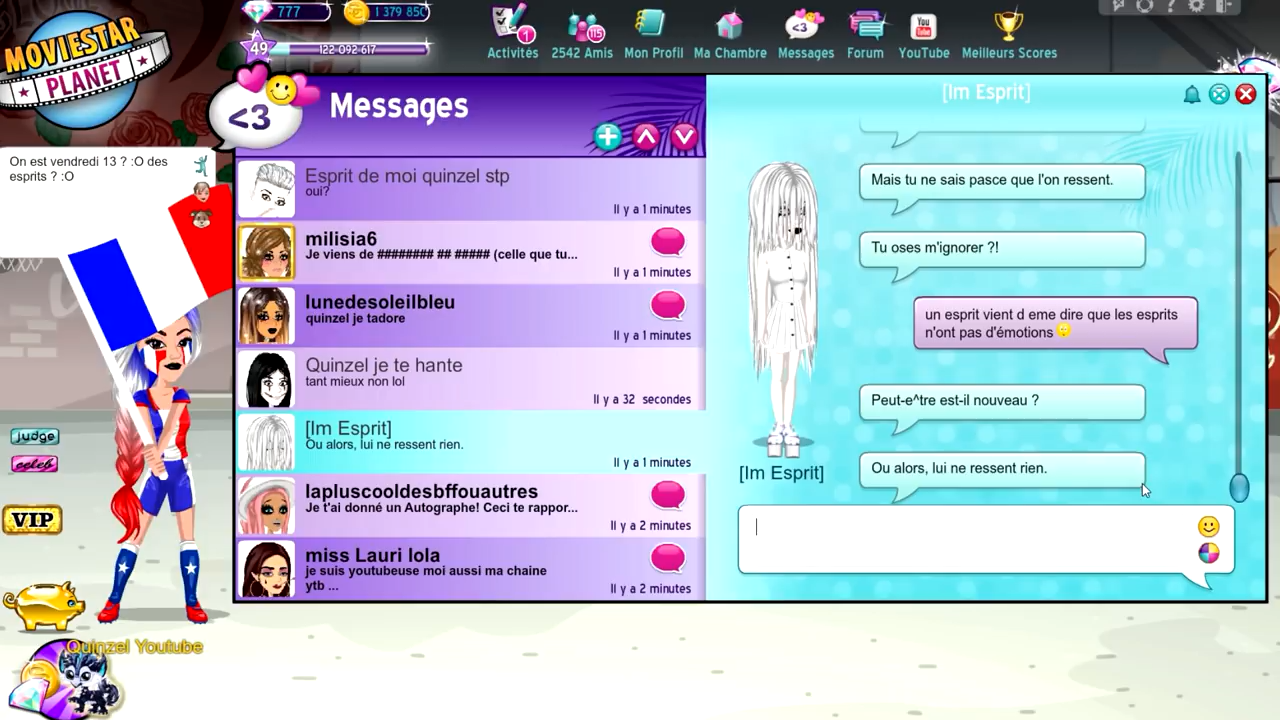 MOVIESTAR
PLANET
777
1 379 850
49
122 092 617
1
Activités
115
2542 Amis
Mon Profil
Ma Chambre
<3
Messages
Forum
You
Tube
YouTube
Meilleurs Scores
On est vendredi 13 ? :O des
esprits ? :O
judge
celeb
VIP
Quinzel Youtube
<3
Messages
Esprit de moi quinzel stp
oui?
Il y a 1 minutes
milisia6
Je viens de ######## ## ##### (celle que tu...
Il y a 1 minutes
lunedesoleilbleu
quinzel je tadore
Il y a 1 minutes
Quinzel je te hante
tant mieux non lol
Il y a 32 secondes
[Im Esprit]
Ou alors, lui ne ressent rien.
Il y a 1 minutes
lapluscooldesbffouautres
Je t'ai donné un Autographe! Ceci te rappor...
Il y a 2 minutes
miss Lauri lola
je suis youtubeuse moi aussi ma chaine
ytb ...
Il y a 2 minutes
[Im Esprit]
Mais tu ne sais pasce que l'on ressent.
Tu oses m'ignorer ?!
un esprit vient d eme dire que les esprits
n'ont pas d'émotions
Peut-e^tre est-il nouveau ?
Ou alors, lui ne ressent rien.
[Im Esprit]